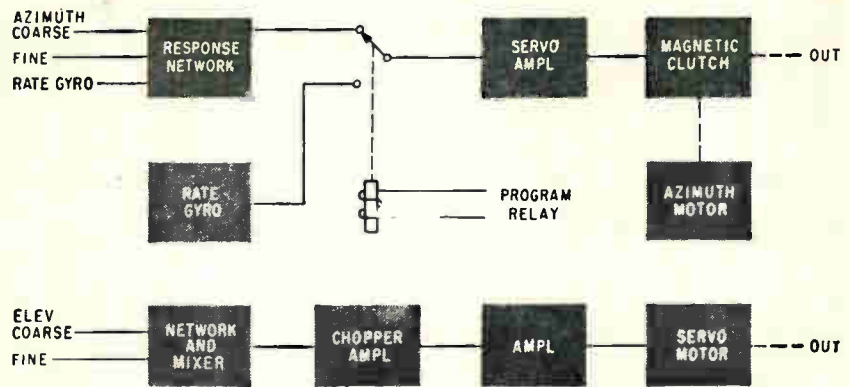 AZIMUTH
COARSE
FINE
RATE GYRO
RESPONSE
NETWORK
SERVO
AMPL
MAGNETIC
CLUTCH
OUT
RATE
GYRO
PROGRAM
RELAY
AZIMUTH
MOTOR
ELEV
COARSE
FINE
NETWORK
AND
MIXER
CHOPPER
AMPL
AMPL
SERVO
MOTOR
OUT